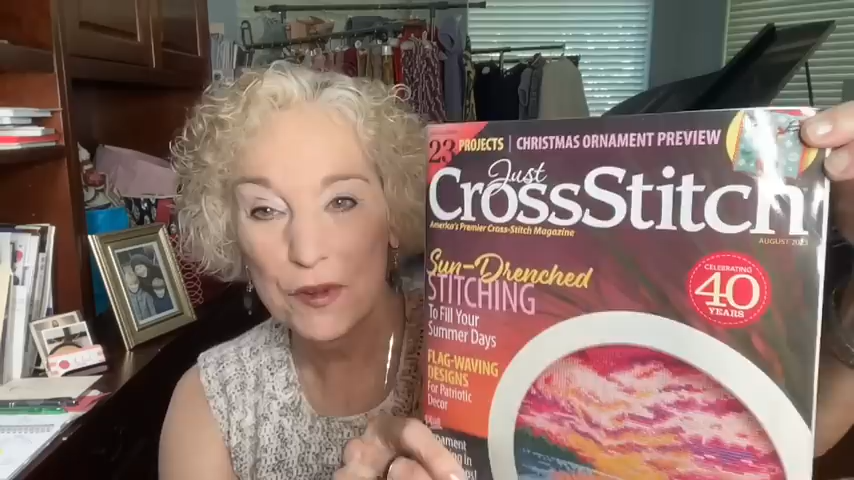 23 PROJECTS | CHRISTMAS ORNAMENT PREVIEW
Just
CrossStitch
America's Premier Cross-Stitch Magazine
AUGUST 2023
Sun-Drenched
STITCHING
To Fill Your
Summer Days
CELEBRATING
40
YEARS
FLAG-WAVING
DESIGNS
For Patriotic
Decor